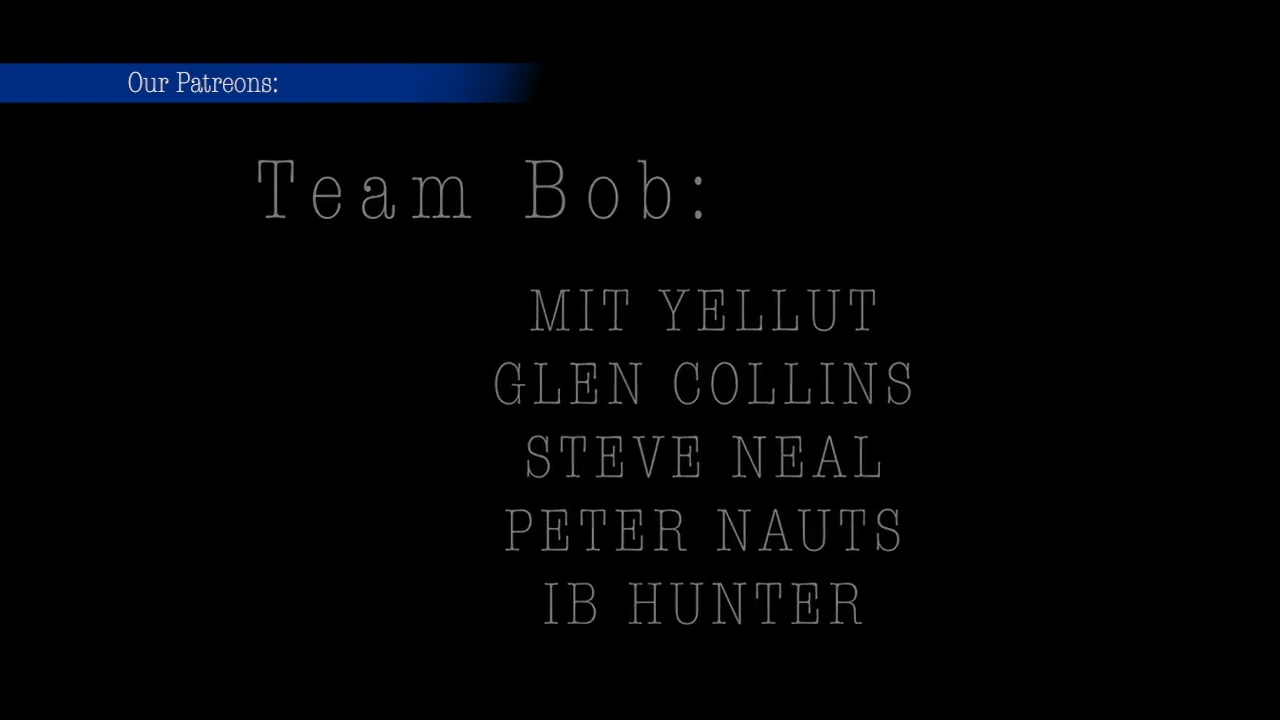 Our Patreons:
Team Bob:
MIT YELLUT
GLEN COLLINS
STEVE NEAL
PETER NAUTS
IB HUNTER